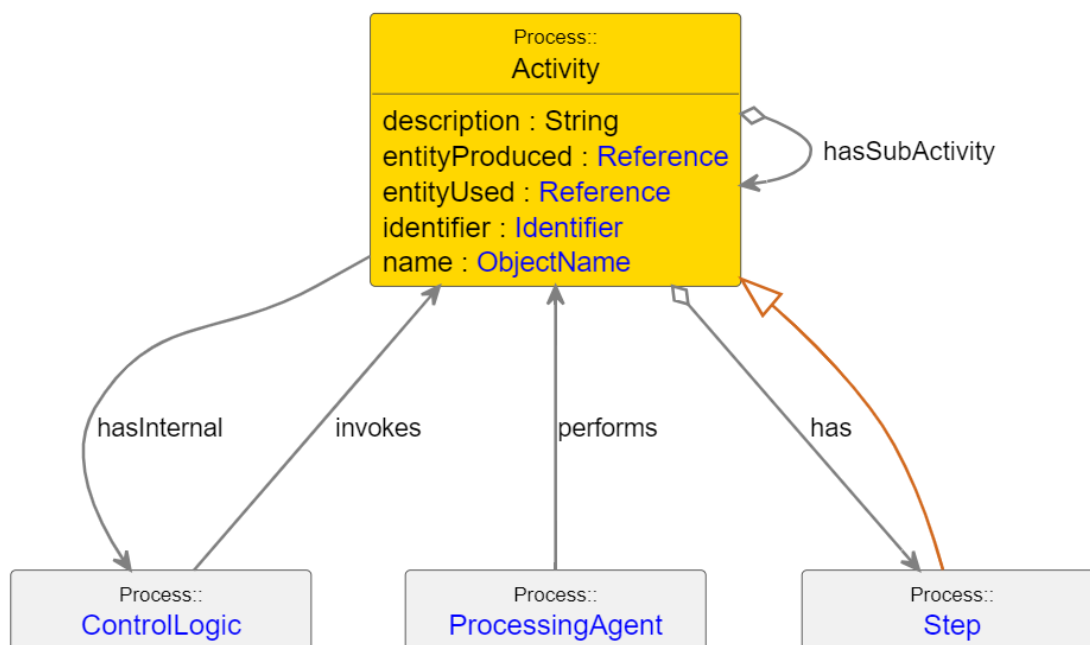 Process::
Activity
description : String
entityProduced : Reference
entityUsed : Reference
identifier : Identifier
name : ObjectName
hasSubActivity
hasInternal
invokes
performs
has
Process::
ControlLogic
Process::
ProcessingAgent
Process::
Step